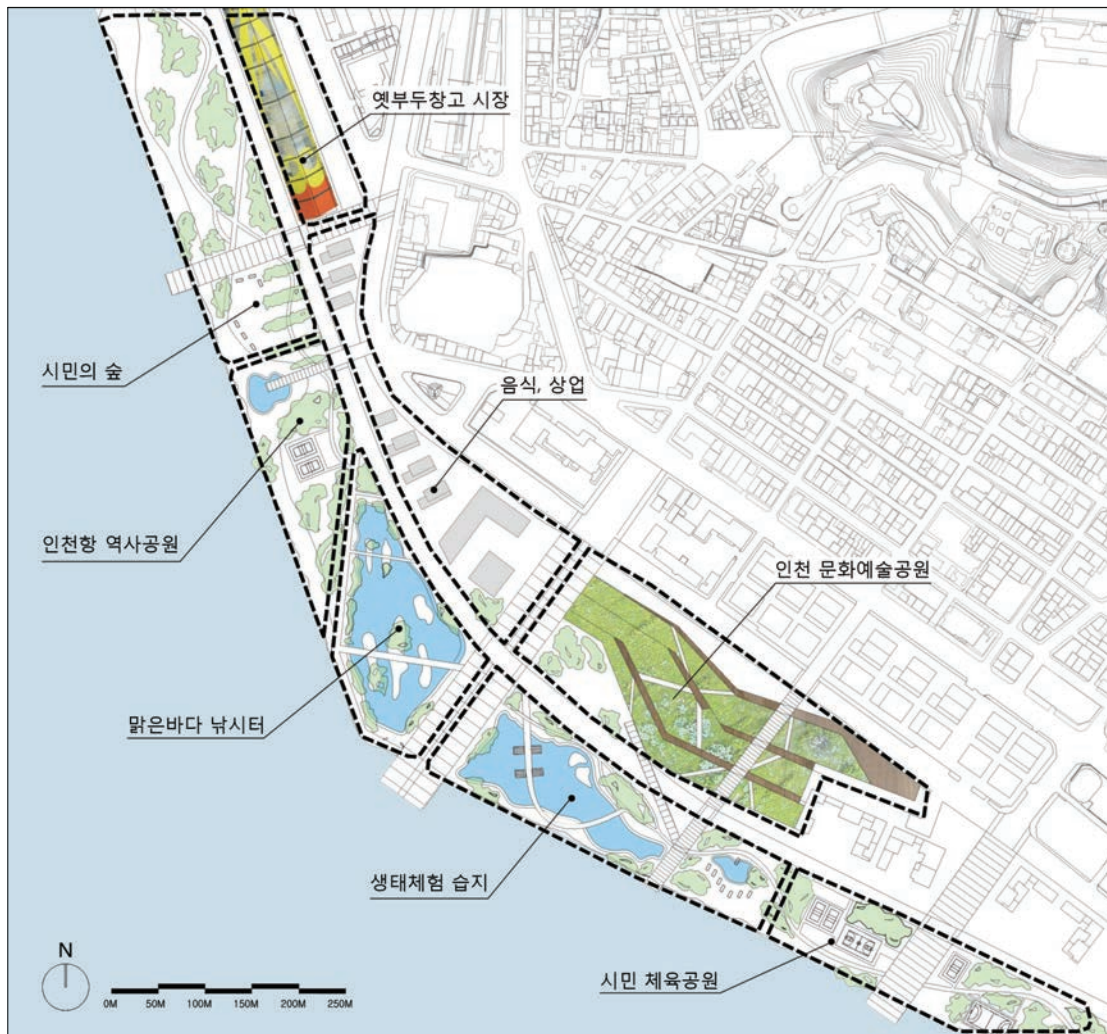 옛부두창고 시장
시민의 숲
음식, 상업
인천항 역사공원
인천 문화예술공원
맑은바다 낚시터
생태체험 습지
시민 체육공원
N
0M 50M 100M 150M 200M 250M